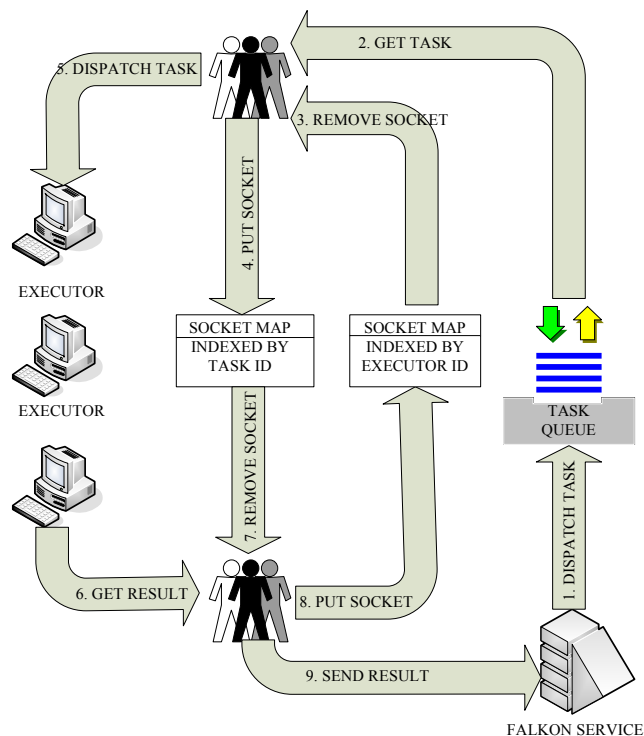 2. GET TASK
5. DISPATCH TASK
3. REMOVE SOCKET
4. PUT SOCKET
EXECUTOR
SOCKET MAP
INDEXED BY
TASK ID
SOCKET MAP
INDEXED BY
EXECUTOR ID
EXECUTOR
TASK
QUEUE
7. REMOVE SOCKET
1. DISPATCH TASK
6. GET RESULT
8. PUT SOCKET
9. SEND RESULT
FALKON SERVICE